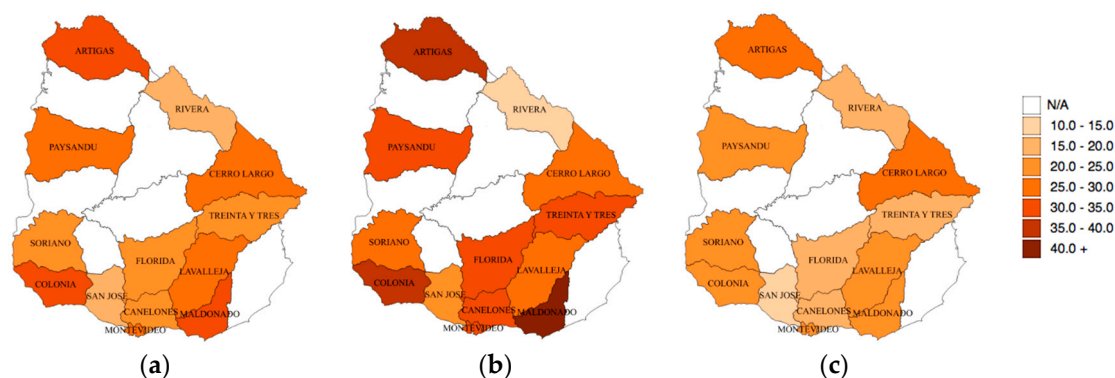 ARTIGAS
RIVERA
PAYSANDU
CERRO LARGO
TREINTA Y TRES
SORIANO
FLORIDA
LAVALLEJA
COLONIA
SAN JOSE
CANELONES
MALDONADO
MONTEVIDEO
(a)
ARTIGAS
RIVERA
PAYSANDU
CERRO LARGO
TREINTA Y TRES
SORIANO
FLORIDA
LAVALLEJA
COLONIA
SAN JOSE
CANELONES
MALDONADO
MONTEVIDEO
(b)
ARTIGAS
RIVERA
PAYSANDU
CERRO LARGO
TREINTA Y TRES
SORIANO
FLORIDA
LAVALLEJA
COLONIA
SAN JOSE
CANELONES
MALDONADO
MONTEVIDEO
(c)
N/A
10.0 - 15.0
15.0 - 20.0
20.0 - 25.0
25.0 - 30.0
30.0 - 35.0
35.0 - 40.0
40.0 +